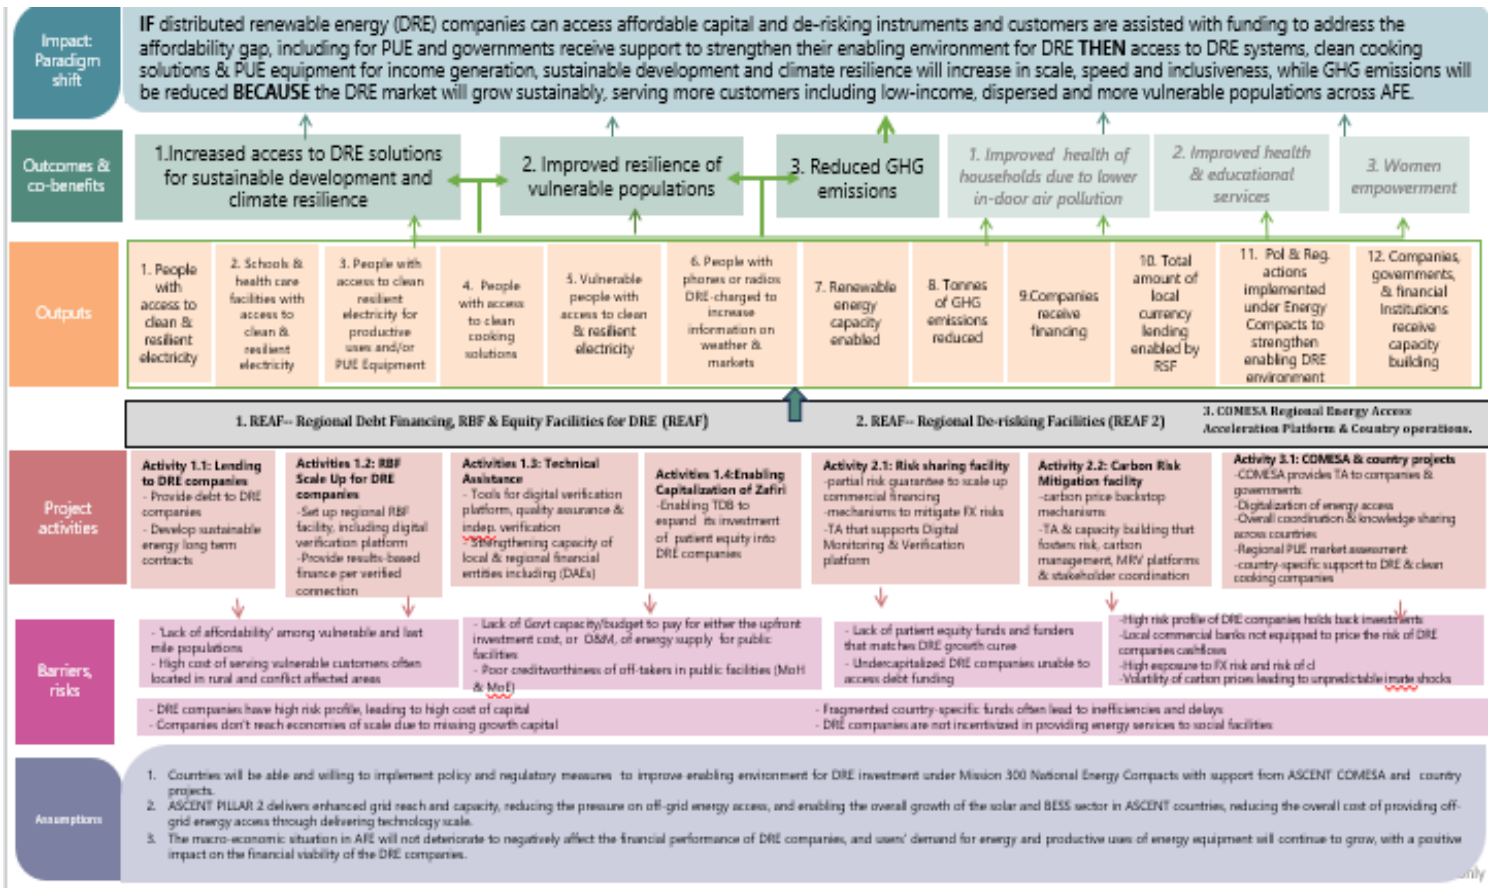 Impact:
Paradigm
shift
IF distributed renewable energy (DRE) companies can access affordable capital and de-risking instruments and customers are assisted with funding to address the
affordability gap, including for PUE and governments receive support to strengthen their enabling environment for DRE THEN access to DRE systems, clean cooking
solutions & PUE equipment for income generation, sustainable development and climate resilience will increase in scale, speed and inclusiveness, while GHG emissions will
be reduced BECAUSE the DRE market will grow sustainably, serving more customers including low-income, dispersed and more vulnerable populations across AFE.
Outcomes &
co-benefits
1.Increased access to DRE solutions
for sustainable development and
climate resilience
2. Improved resilience of
vulnerable populations
3. Reduced GHG
emissions
1. Improved health of
households due to lower
in-door air pollution
2. Improved health
& educational
services
3. Women
empowerment
Outputs
1. People
with
access to
clean &
resilient
electricity
2. Schools &
health care
facilities with
access to
clean &
resilient
electricity
3. People with
access to clean
resilient
electricity for
productive
uses and/or
PUE Equipment
4. People
with access
to clean
cooking
solutions
5. Vulnerable
people with
access to clean
& resilient
electricity
6. People with
phones or radios
DRE-charged to
increase
information on
weather &
markets
7. Renewable
energy
capacity
enabled
8. Tonnes
of GHG
emissions
reduced
9.Companies
receive
financing
10. Total
amount of
local
currency
lending
enabled by
RSF
11. Pol & Reg.
actions
implemented
under Energy
Compacts to
strengthen
enabling DRE
environment
12. Companies,
governments,
& financial
Institutions
receive
capacity
building
1. REAF-- Regional Debt Financing, RBF & Equity Facilities for DRE (REAF)
2. REAF-- Regional De-risking Facilities (REAF 2)
3. COMESA Regional Energy Access
Acceleration Platform & Country operations.
Project
activities
Activity 1.1: Lending
to DRE companies
- Provide debt to DRE
companies
- Develop sustainable
energy long term
contracts
Activities 1.2: RBF
Scale Up for DRE
companies
-Set up regional RBF
facility, including digital
verification platform
-Provide results-based
finance per verified
connection
Activities 1.3: Technical
Assistance
- Tools for digital verification
platform, quality assurance &
indep. verification
- Strengthening capacity of
local & regional financial
entities including (DAEs)
Activities 1.4:Enabling
Capitalization of Zafiri
-Enabling TDB to
expand its investment
of patient equity into
DRE companies
Activity 2.1: Risk sharing facility
-partial risk guarantee to scale up
commercial financing
-mechanisms to mitigate FX risks
-TA that supports Digital
Monitoring & Verification
platform
Activity 2.2: Carbon Risk
Mitigation facility
-carbon price backstop
mechanisms
-TA & capacity building that
fosters risk, carbon
management, MRV platforms
& stakeholder coordination
Activity 3.1: COMESA & country projects
-COMESA provides TA to companies &
governments
-Digitalization of energy access
-Overall coordination & knowledge sharing
across countries
-Regional PUE market assessment
-country-specific support to DRE & clean
cooking companies
Barriers,
risks
- 'Lack of affordability' among vulnerable and last
mile populations
- High cost of serving vulnerable customers often
located in rural and conflict affected areas
- Lack of Govt capacity/budget to pay for either the upfront
investment cost, or O&M, of energy supply for public
facilities
- Poor creditworthiness of off-takers in public facilities (MoH
& MoE)
- Lack of patient equity funds and funders
that matches DRE growth curve
- Undercapitalized DRE companies unable to
access debt funding
-High risk profile of DRE companies holds back investments
-Local commercial banks not equipped to price the risk of DRE
companies cashflows
-High exposure to FX risk and risk of cl
-Volatility of carbon prices leading to unpredictable imate shocks
- DRE companies have high risk profile, leading to high cost of capital
- Companies don't reach economies of scale due to missing growth capital
- Fragmented country-specific funds often lead to inefficiencies and delays
- DRE companies are not incentivized in providing energy services to social facilities
Assumptions
1. Countries will be able and willing to implement policy and regulatory measures to improve enabling environment for DRE investment under Mission 300 National Energy Compacts with support from ASCENT COMESA and country
projects.
2. ASCENT PILLAR 2 delivers enhanced grid reach and capacity, reducing the pressure on off-grid energy access, and enabling the overall growth of the solar and BESS sector in ASCENT countries, reducing the overall cost of providing off-
grid energy access through delivering technology scale.
3. The macro-economic situation in AFE will not deteriorate to negatively affect the financial performance of DRE companies, and users' demand for energy and productive uses of energy equipment will continue to grow, with a positive
impact on the financial viability of the DRE companies.
only